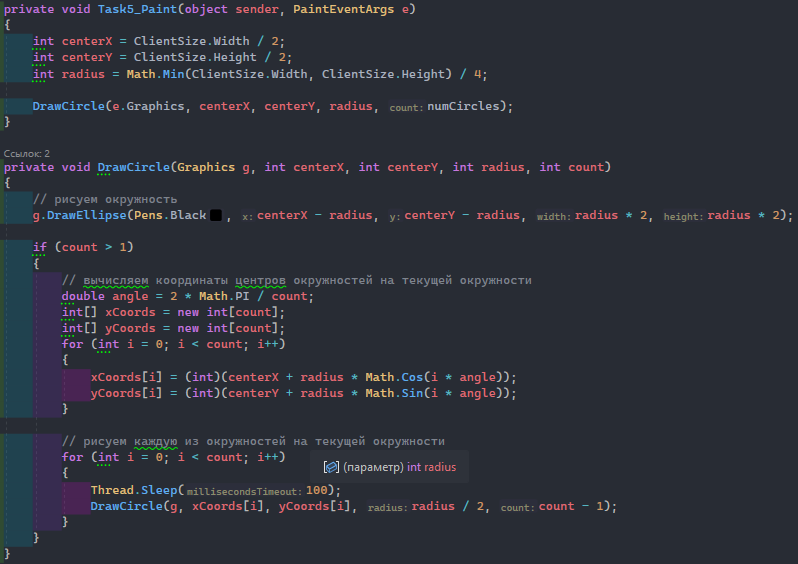 private void Task5_Paint(object sender, PaintEventArgs e)
{
int centerX = ClientSize.Width / 2;
int centerY = ClientSize.Height / 2;
int radius = Math.Min(ClientSize.Width, ClientSize.Height) / 4;
DrawCircle(e.Graphics, centerX, centerY, radius, count: numCircles);
}
Ссылок: 2
private void DrawCircle(Graphics g, int centerX, int centerY, int radius, int count)
{
// рисуем окружность
g.DrawEllipse(Pens.Black, x: centerX - radius, y: centerY - radius, width: radius * 2, height: radius * 2);
if (count > 1)
{
// вычисляем координаты центров окружностей на текущей окружности
double angle = 2 * Math.PI / count;
int[] xCoords = new int[count];
int[] yCoords = new int[count];
for (int i = 0; i < count; i++)
{
xCoords[i] = (int)(centerX + radius * Math.Cos(i * angle));
yCoords[i] = (int)(centerY + radius * Math.Sin(i * angle));
}
// рисуем каждую из окружностей на текущей окружности
for (int i = 0; i < count; i++)
(параметр) int radius
{
Thread.Sleep(millisecondsTimeout: 100);
DrawCircle(g, xCoords[i], yCoords[i], radius: radius / 2, count: count - 1);
}
}
}